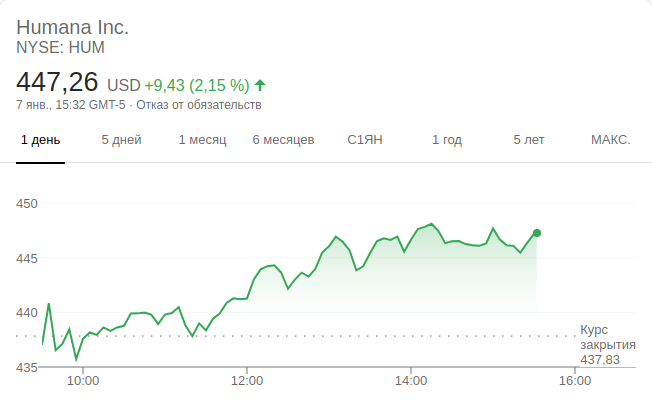 Humana Inc.
NYSE: HUM
447,26 USD +9,43 (2,15 %)
7 янв., 15:32 GMT-5 · Отказ от обязательств
1 день 5 дней 1 месяц 6 месяцев С1ЯН 1 год 5 лет МАКС.
450
445
440
Курс
закрытия
437,83
435
10:00 12:00 14:00 16:00